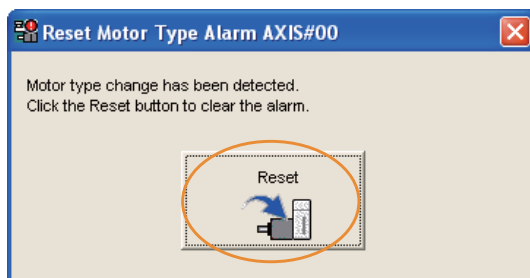 Reset Motor Type Alarm AXIS#00
Motor type change has been detected.
Click the Reset button to clear the alarm.
Reset